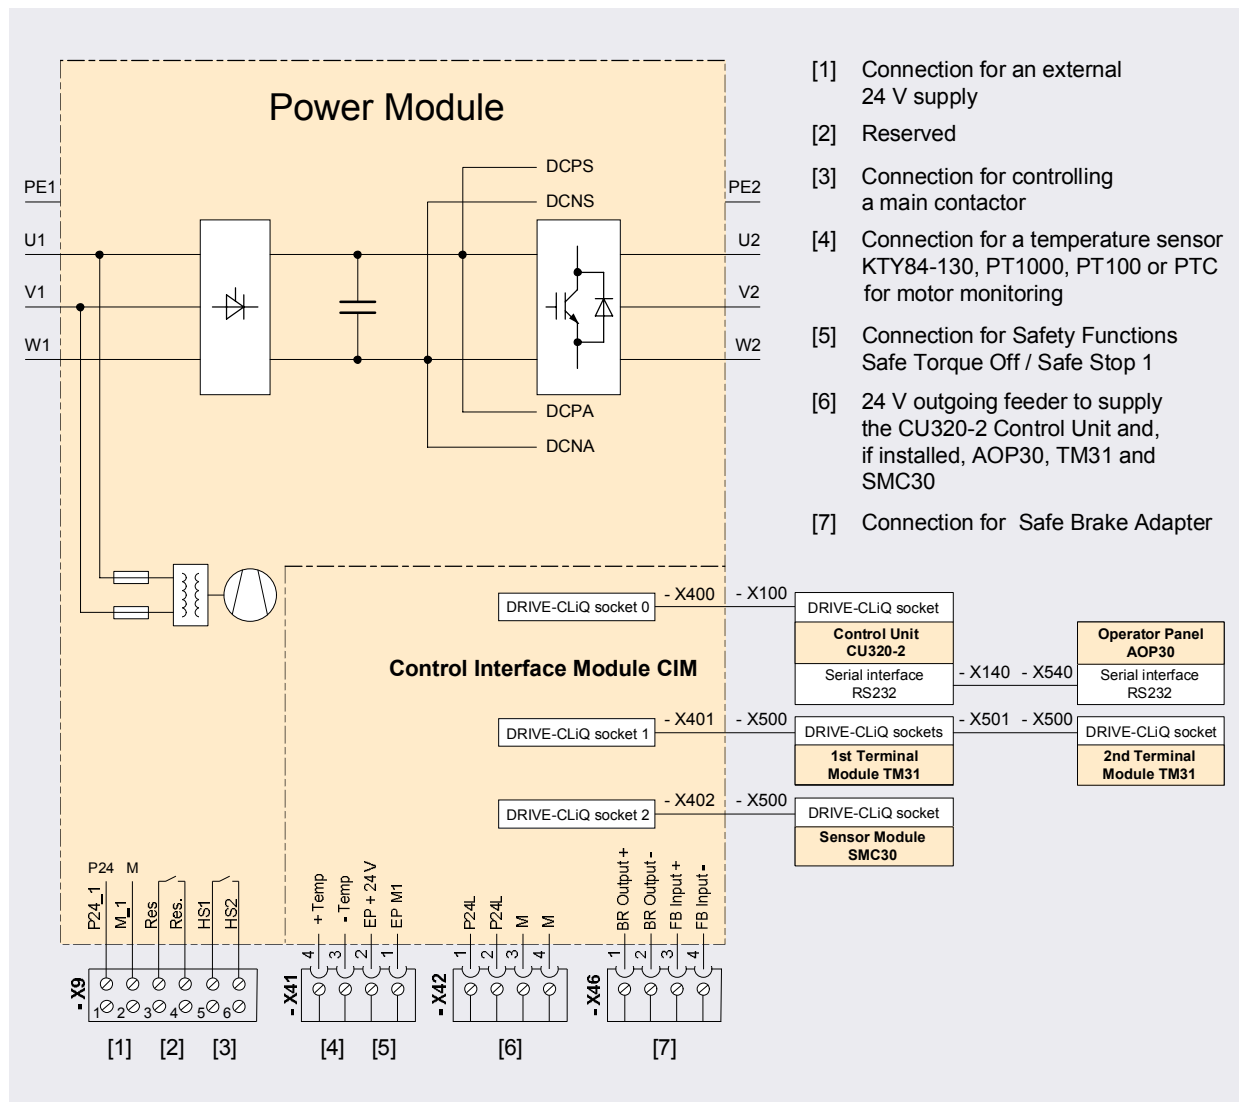 Power Module
DCPS
DCNS
PE1
PE2
U1
U2
V1
V2
W1
W2
DCPA
DCNA
[1] Connection for an external
24 V supply
[2] Reserved
[3] Connection for controlling
a main contactor
[4] Connection for a temperature sensor
KTY84-130, PT1000, PT100 or PTC
for motor monitoring
[5] Connection for Safety Functions
Safe Torque Off / Safe Stop 1
[6] 24 V outgoing feeder to supply
the CU320-2 Control Unit and,
if installed, AOP30, TM31 and
SMC30
[7] Connection for Safe Brake Adapter
DRIVE-CLiQ socket 0
- X400
- X100
DRIVE-CLiQ socket
Control Unit
CU320-2
Serial interface
RS232
- X140
- X540
Operator Panel
AOP30
Serial interface
RS232
Control Interface Module CIM
DRIVE-CLiQ socket 1
- X401
- X500
DRIVE-CLiQ sockets
1st Terminal
Module TM31
- X501
- X500
DRIVE-CLiQ socket
2nd Terminal
Module TM31
DRIVE-CLiQ socket 2
- X402
- X500
DRIVE-CLiQ socket
Sensor Module
SMC30
P24 M
P24_1
M_1
Res
Res.
HS1
HS2
- X9
1 2 3 4 5 6
[1] [2] [3]
+ Temp
- Temp
EP + 24 V
EP M1
4 3 2 1
- X41
[4] [5]
P24L
P24L
M
M
1 2 3 4
- X42
[6]
BR Output +
BR Output -
FB Input +
FB Input -
1 2 3 4
- X46
[7]